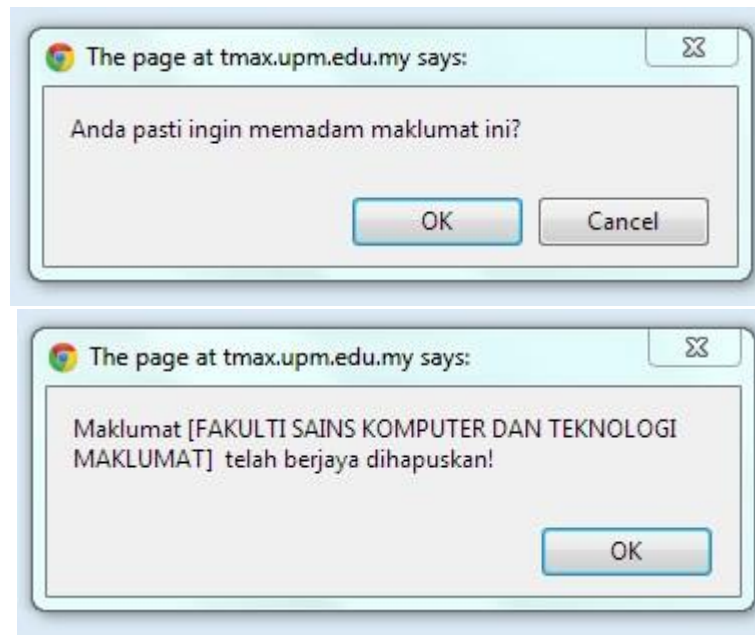 The page at tmax.upm.edu.my says:
Anda pasti ingin memadam maklumat ini?
OK Cancel
The page at tmax.upm.edu.my says:
Maklumat [FAKULTI SAINS KOMPUTER DAN TEKNOLOGI
MAKLUMAT]  telah berjaya dihapuskan!
OK